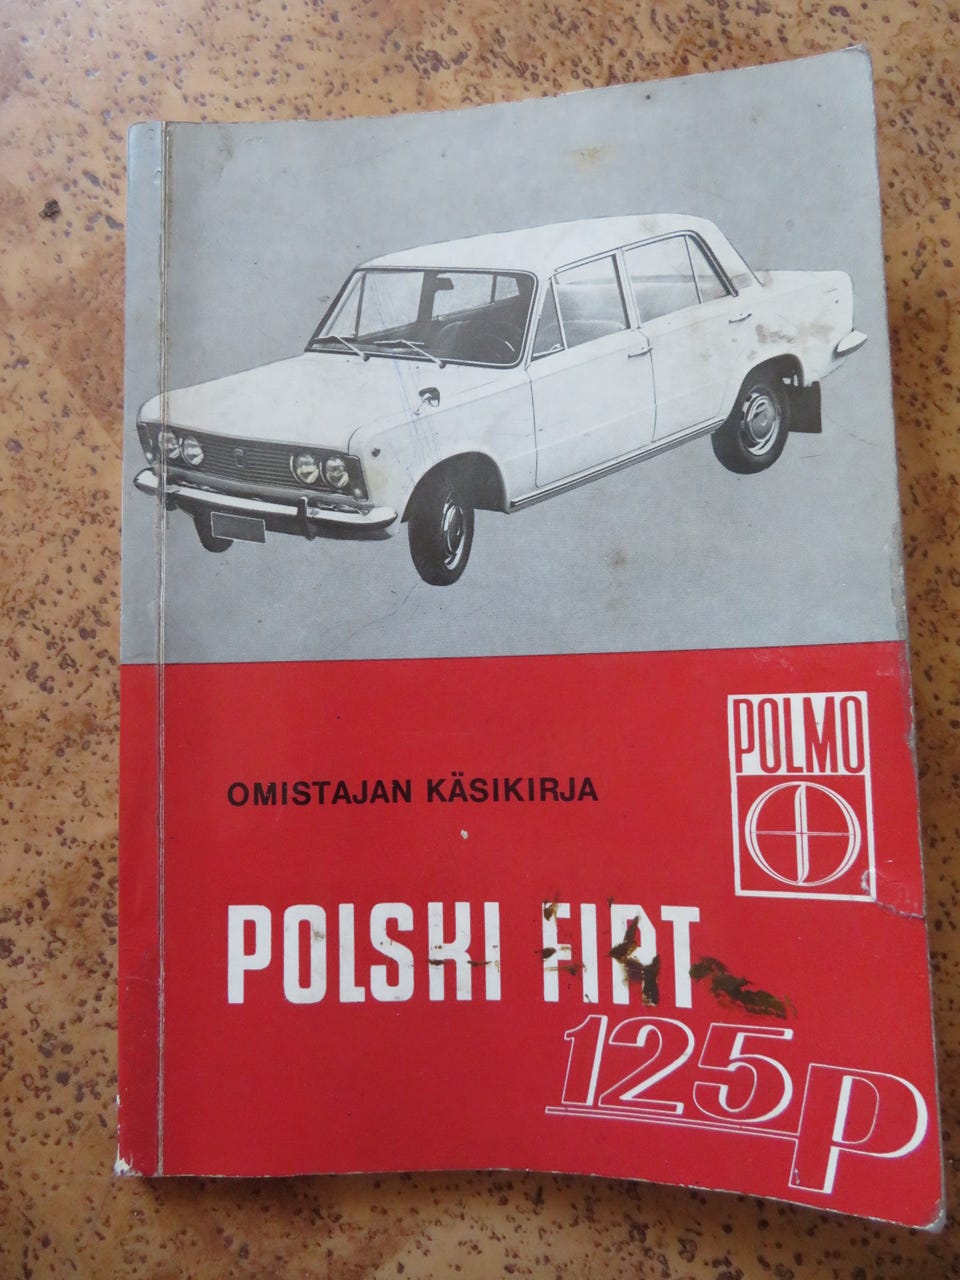 POLMO
OMISTAJAN KÄSIKIRJA
POLSKI FIAT
125p